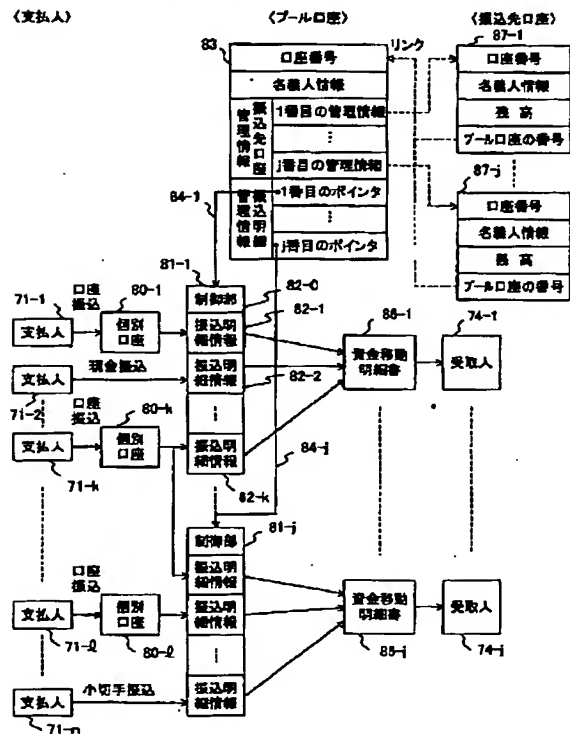 〈支払人〉
〈プール口座〉
〈振込先口座〉
83
口座番号
名義人情報
振込先口座
管理情報
1番目の管理情報
⋮
j番目の管理情報
振込明細
管理情報
1番目のポインタ
⋮
j番目のポインタ
リンク
87-1
口座番号
名義人情報
残高
プール口座の番号
87-j
口座番号
名義人情報
残高
プール口座の番号
84-1
81-1
制御部
82-0
振込明
細情報
82-1
振込明
細情報
82-2
⋮
振込明
細情報
82-k
84-j
71-1
支払人
口座
振込
80-1
個別
口座
支払人
71-2
現金振込
口座
振込
80-k
支払人
71-k
個別
口座
85-1
資金移動
明細書
74-1
受取人
81-j
制御部
振込明
細情報
振込明
細情報
⋮
振込明
細情報
口座
振込
支払人
71-ℓ
個別
口座
80-ℓ
支払人
71-n
小切手振込
資金移動
明細書
85-j
受取人
74-j